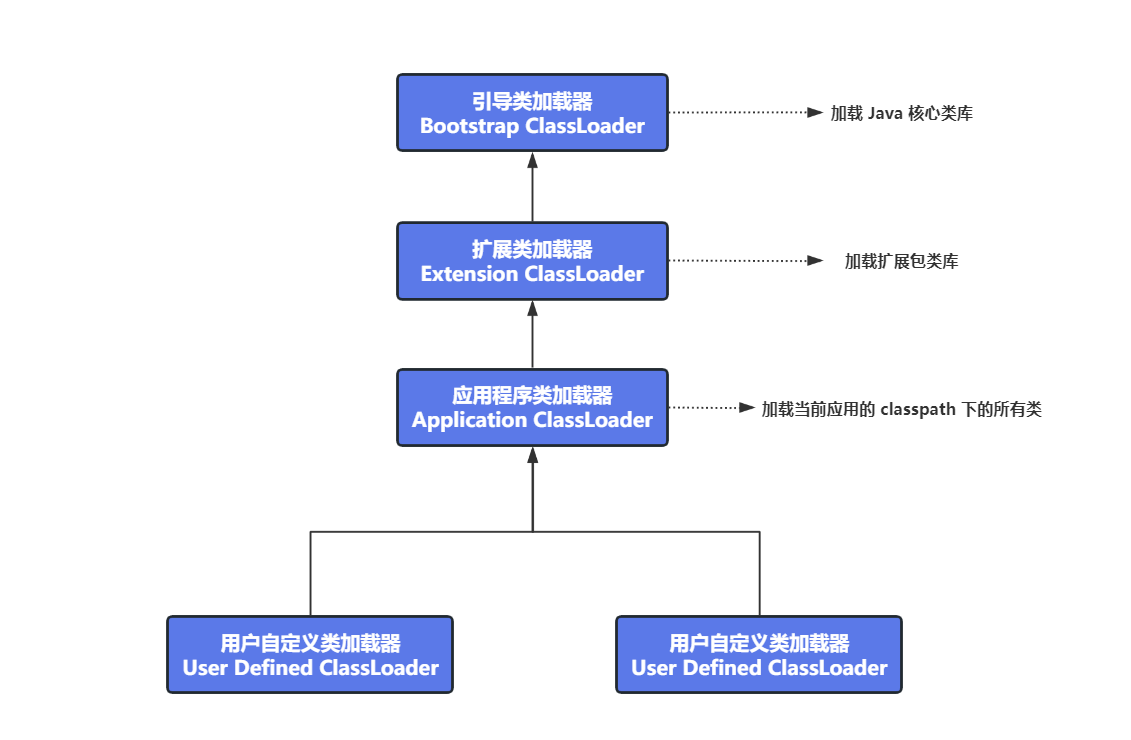 引导类加载器
Bootstrap ClassLoader
加载 Java 核心类库
扩展类加载器
Extension ClassLoader
加载扩展包类库
应用程序类加载器
Application ClassLoader
加载当前应用的 classpath 下的所有类
用户自定义类加载器
User Defined ClassLoader
用户自定义类加载器
User Defined ClassLoader